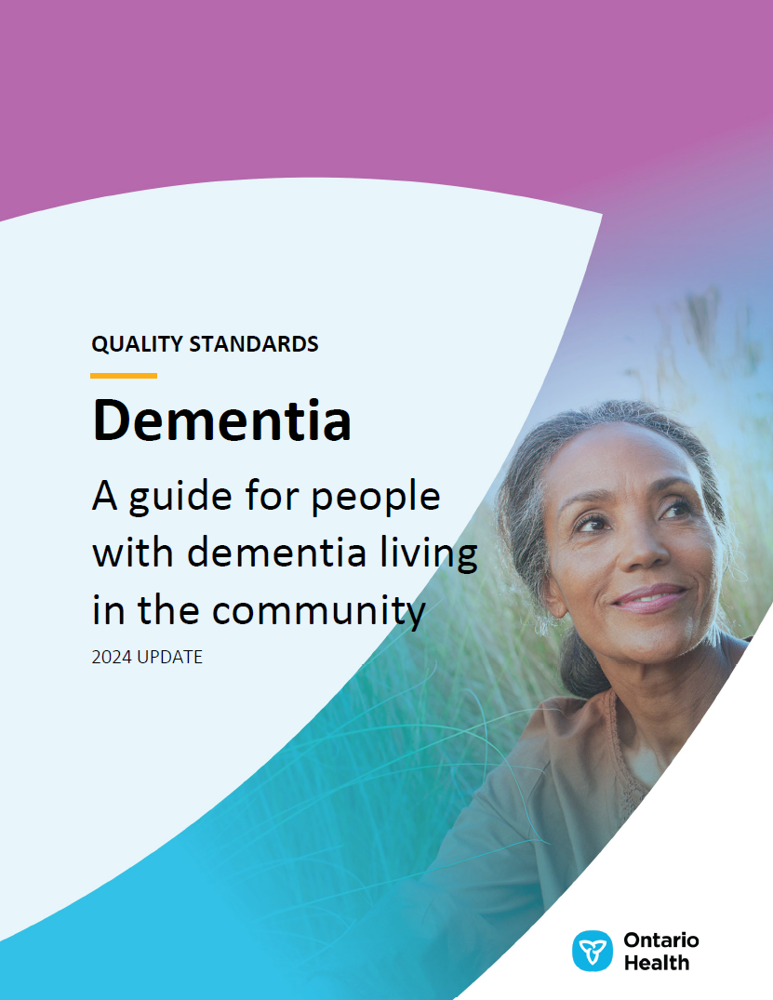 QUALITY STANDARDS
Dementia
A guide for people
with dementia living
in the community
2024 UPDATE
Ontario
Health